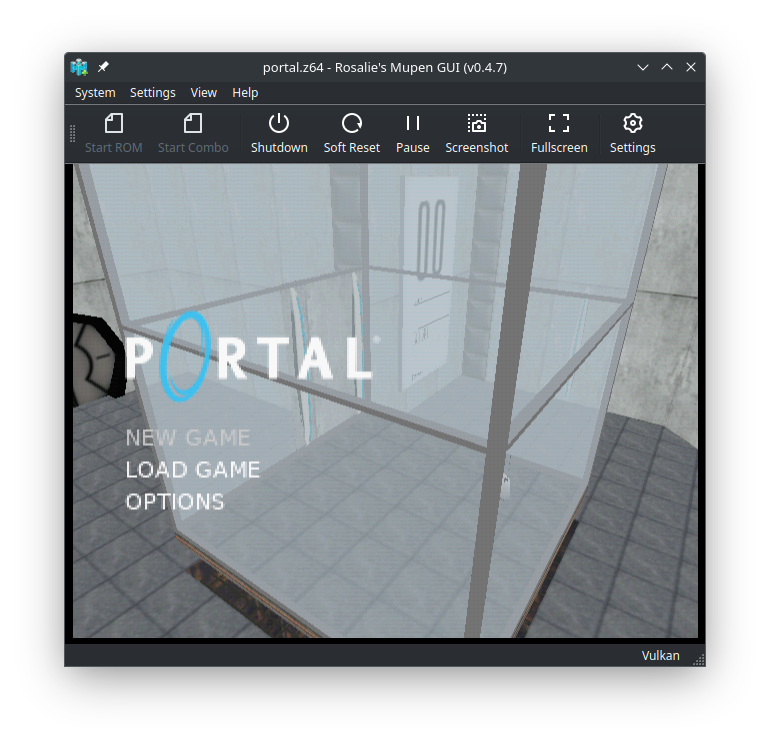 portal.z64 - Rosalie's Mupen GUI (v0.4.7)
System Settings View Help
Start ROM Start Combo Shutdown Soft Reset Pause Screenshot Fullscreen Settings
PORTAL
NEW GAME
LOAD GAME
OPTIONS
Vulkan